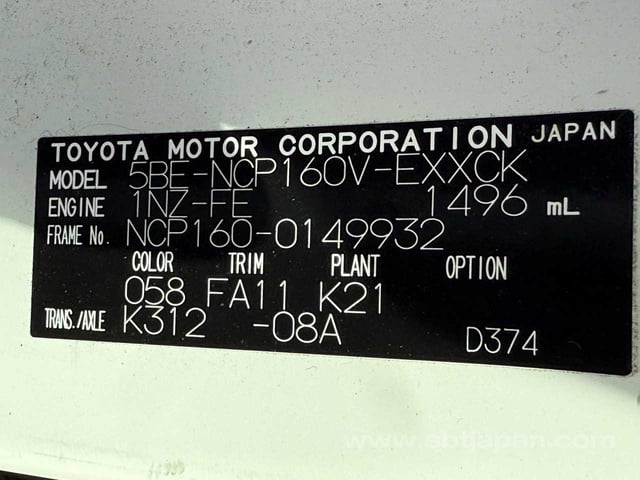 TOYOTA MOTOR CORPORATION JAPAN
MODEL 5BE-NCP160V-EXXCK
ENGINE 1NZ-FE 1496 mL
FRAME No. NCP160-0149932
COLOR TRIM PLANT OPTION
058 FA11 K21
TRANS./AXLE K312 -08A D374
www.sbtjapan.com